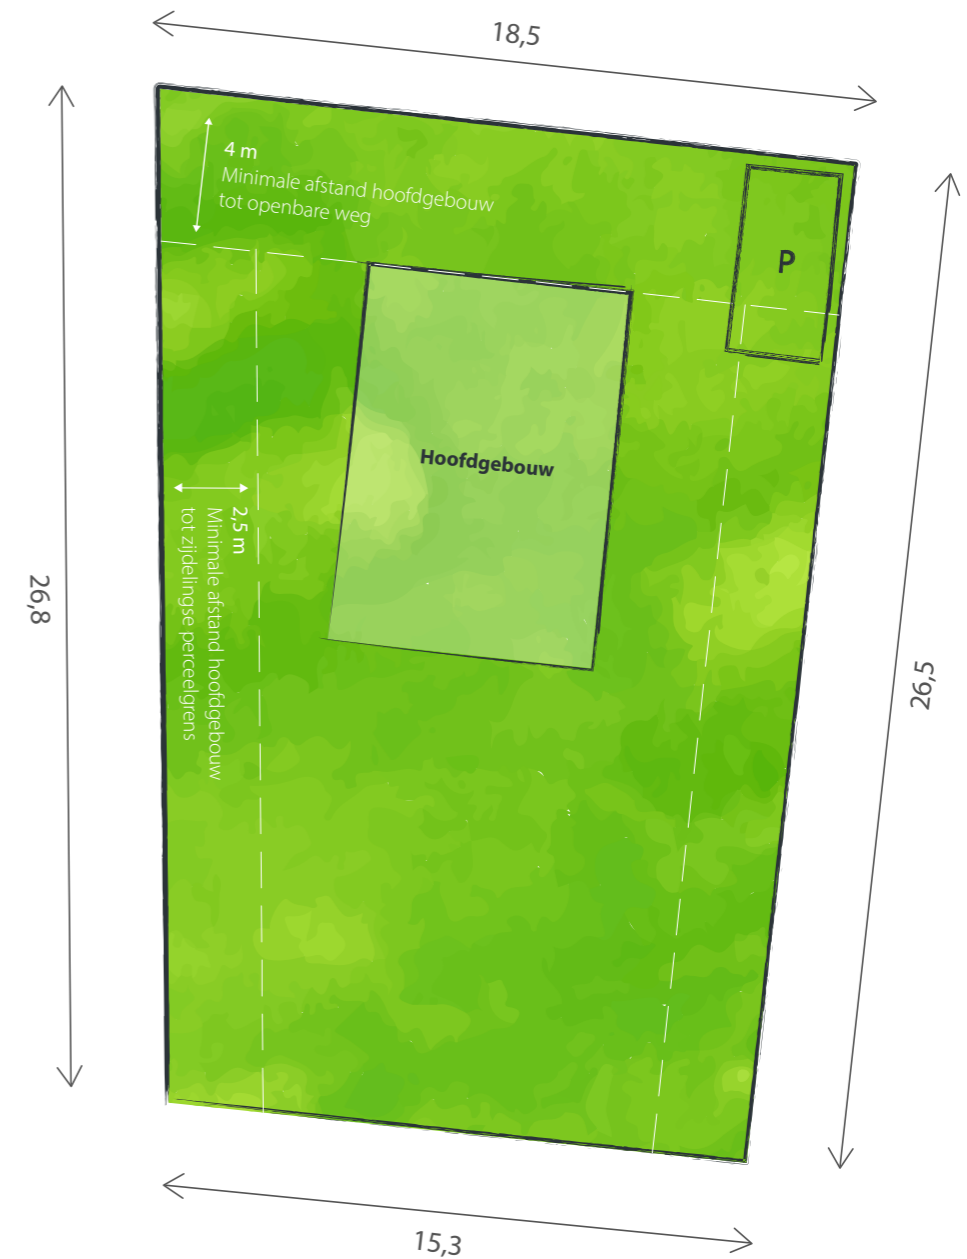 18,5
4 m
Minimale afstand hoofdgebouw
tot openbare weg
P
Hoofdgebouw
2,5 m
Minimale afstand hoofdgebouw
tot zijdelingse perceelgrens
26,8
26,5
15,3